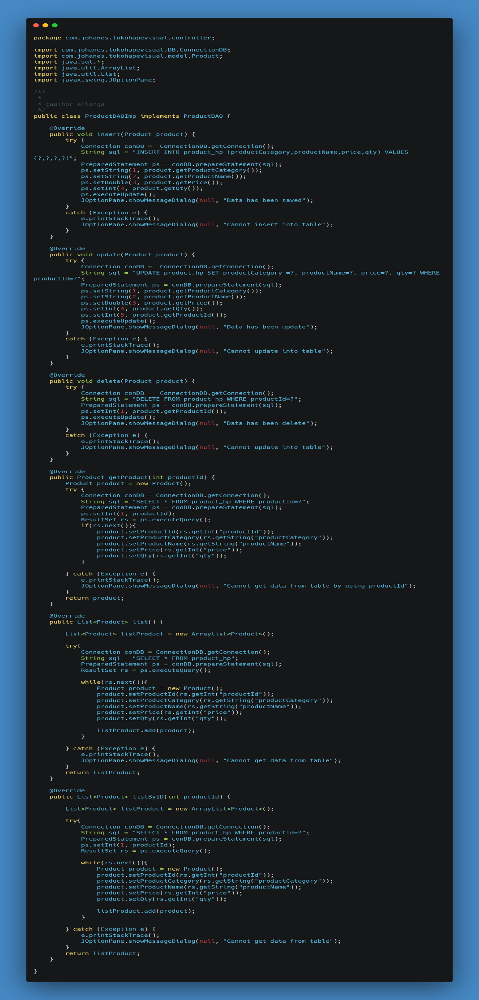 package com.johanes.tokohapevisual.controller;

import com.johanes.tokohapevisual.DB.ConnectionDB;
import com.johanes.tokohapevisual.model.Product;
import java.sql.*;
import java.util.ArrayList;
import java.util.List;
import javax.swing.JOptionPane;

/**
 *
 * @author erlanga
 */
public class ProductDAOImp implements ProductDAO {

    @Override
    public void insert(Product product) {
        try {
            Connection conDB =  ConnectionDB.getConnection();
            String sql = "INSERT INTO product_hp (productCategory,productName,price,qty) VALUES
(?,?,?,?)";
            PreparedStatement ps = conDB.prepareStatement(sql);
            ps.setString(1, product.getProductCategory());
            ps.setString(2, product.getProductName());
            ps.setDouble(3, product.getPrice());
            ps.setInt(4, product.getQty());
            ps.executeUpdate();
            JOptionPane.showMessageDialog(null, "Data has been saved");
        }
        catch (Exception e) {
            e.printStackTrace();
            JOptionPane.showMessageDialog(null, "Cannot insert into table");
        }
    }

    @Override
    public void update(Product product) {
        try {
            Connection conDB =  ConnectionDB.getConnection();
            String sql = "UPDATE product_hp SET productCategory =?, productName=?, price=?, qty=? WHERE
productId=?";
            PreparedStatement ps = conDB.prepareStatement(sql);
            ps.setString(1, product.getProductCategory());
            ps.setString(2, product.getProductName());
            ps.setDouble(3, product.getPrice());
            ps.setInt(4, product.getQty());
            ps.setInt(5, product.getProductId());
            ps.executeUpdate();
            JOptionPane.showMessageDialog(null, "Data has been update");
        }
        catch (Exception e) {
            e.printStackTrace();
            JOptionPane.showMessageDialog(null, "Cannot update into table");
        }
    }

    @Override
    public void delete(Product product) {
        try {
            Connection conDB =  ConnectionDB.getConnection();
            String sql = "DELETE FROM product_hp WHERE productId=?";
            PreparedStatement ps = conDB.prepareStatement(sql);
            ps.setInt(1, product.getProductId());
            ps.executeUpdate();
            JOptionPane.showMessageDialog(null, "Data has been delete");
        }
        catch (Exception e) {
            e.printStackTrace();
            JOptionPane.showMessageDialog(null, "Cannot update into table");
        }
    }

    @Override
    public Product getProduct(int productId) {
        Product product = new Product();
        try {
            Connection conDB = ConnectionDB.getConnection();
            String sql = "SELECT * FROM product_hp WHERE productId=?";
            PreparedStatement ps = conDB.prepareStatement(sql);
            ps.setInt(1, productId);
            ResultSet rs = ps.executeQuery();
            if(rs.next()){
                product.setProductId(rs.getInt("productId"));
                product.setProductCategory(rs.getString("productCategory"));
                product.setProductName(rs.getString("productName"));
                product.setPrice(rs.getInt("price"));
                product.setQty(rs.getInt("qty"));
            }

        } catch (Exception e) {
            e.printStackTrace();
            JOptionPane.showMessageDialog(null, "Cannot get data from table by using productId");
        }
        return product;
    }

    @Override
    public List<Product> list() {

        List<Product> listProduct = new ArrayList<Product>();

        try{
            Connection conDB = ConnectionDB.getConnection();
            String sql = "SELECT * FROM product_hp";
            PreparedStatement ps = conDB.prepareStatement(sql);
            ResultSet rs = ps.executeQuery();

            while(rs.next()){
                Product product = new Product();
                product.setProductId(rs.getInt("productId"));
                product.setProductCategory(rs.getString("productCategory"));
                product.setProductName(rs.getString("productName"));
                product.setPrice(rs.getInt("price"));
                product.setQty(rs.getInt("qty"));

                listProduct.add(product);
            }

        } catch (Exception e) {
            e.printStackTrace();
            JOptionPane.showMessageDialog(null, "Cannot get data from table");
        }
        return listProduct;
    }

    @Override
    public List<Product> listByID(int productId) {

        List<Product> listProduct = new ArrayList<Product>();

        try{
            Connection conDB = ConnectionDB.getConnection();
            String sql = "SELECT * FROM product_hp WHERE productId=?";
            PreparedStatement ps = conDB.prepareStatement(sql);
            ps.setInt(1, productId);
            ResultSet rs = ps.executeQuery();

            while(rs.next()){
                Product product = new Product();
                product.setProductId(rs.getInt("productId"));
                product.setProductCategory(rs.getString("productCategory"));
                product.setProductName(rs.getString("productName"));
                product.setPrice(rs.getInt("price"));
                product.setQty(rs.getInt("qty"));

                listProduct.add(product);
            }

        } catch (Exception e) {
            e.printStackTrace();
            JOptionPane.showMessageDialog(null, "Cannot get data from table");
        }
        return listProduct;
    }

}